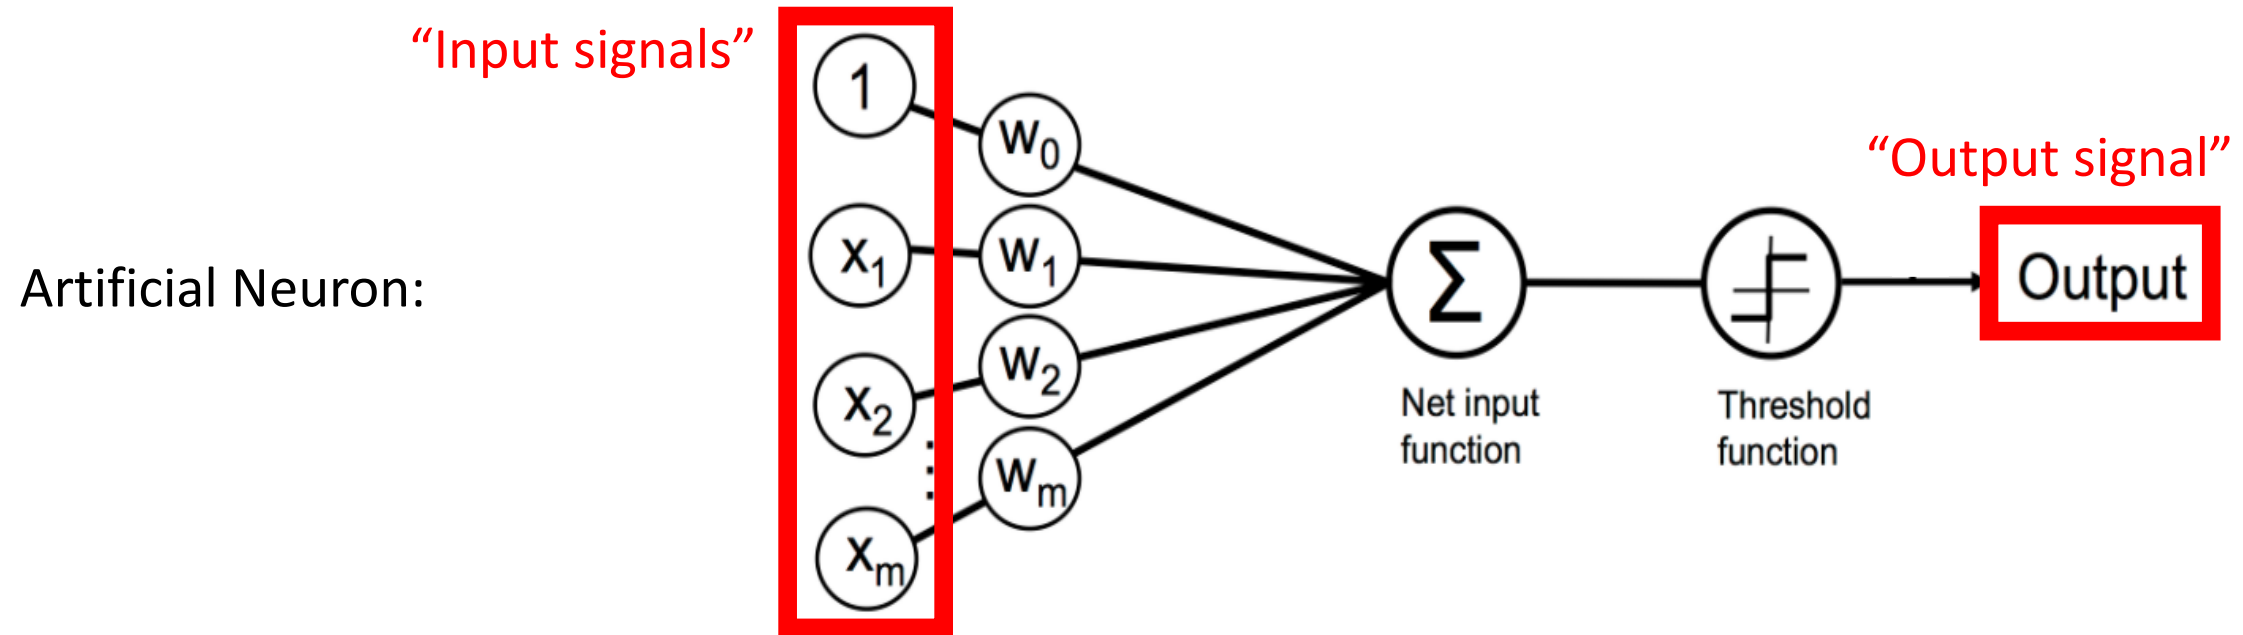 “Input signals”
1
w0
“Output signal”
x1
w1
Artificial Neuron:
Σ
Output
x2
w2
Net input
function
Threshold
function
xm
wm